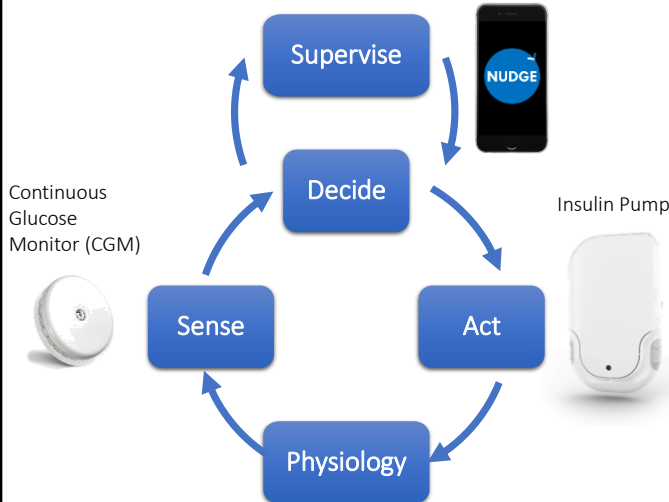 Supervise
NUDGE
Decide
Continuous
Glucose
Monitor (CGM)
Insulin Pump
Sense
Act
Physiology